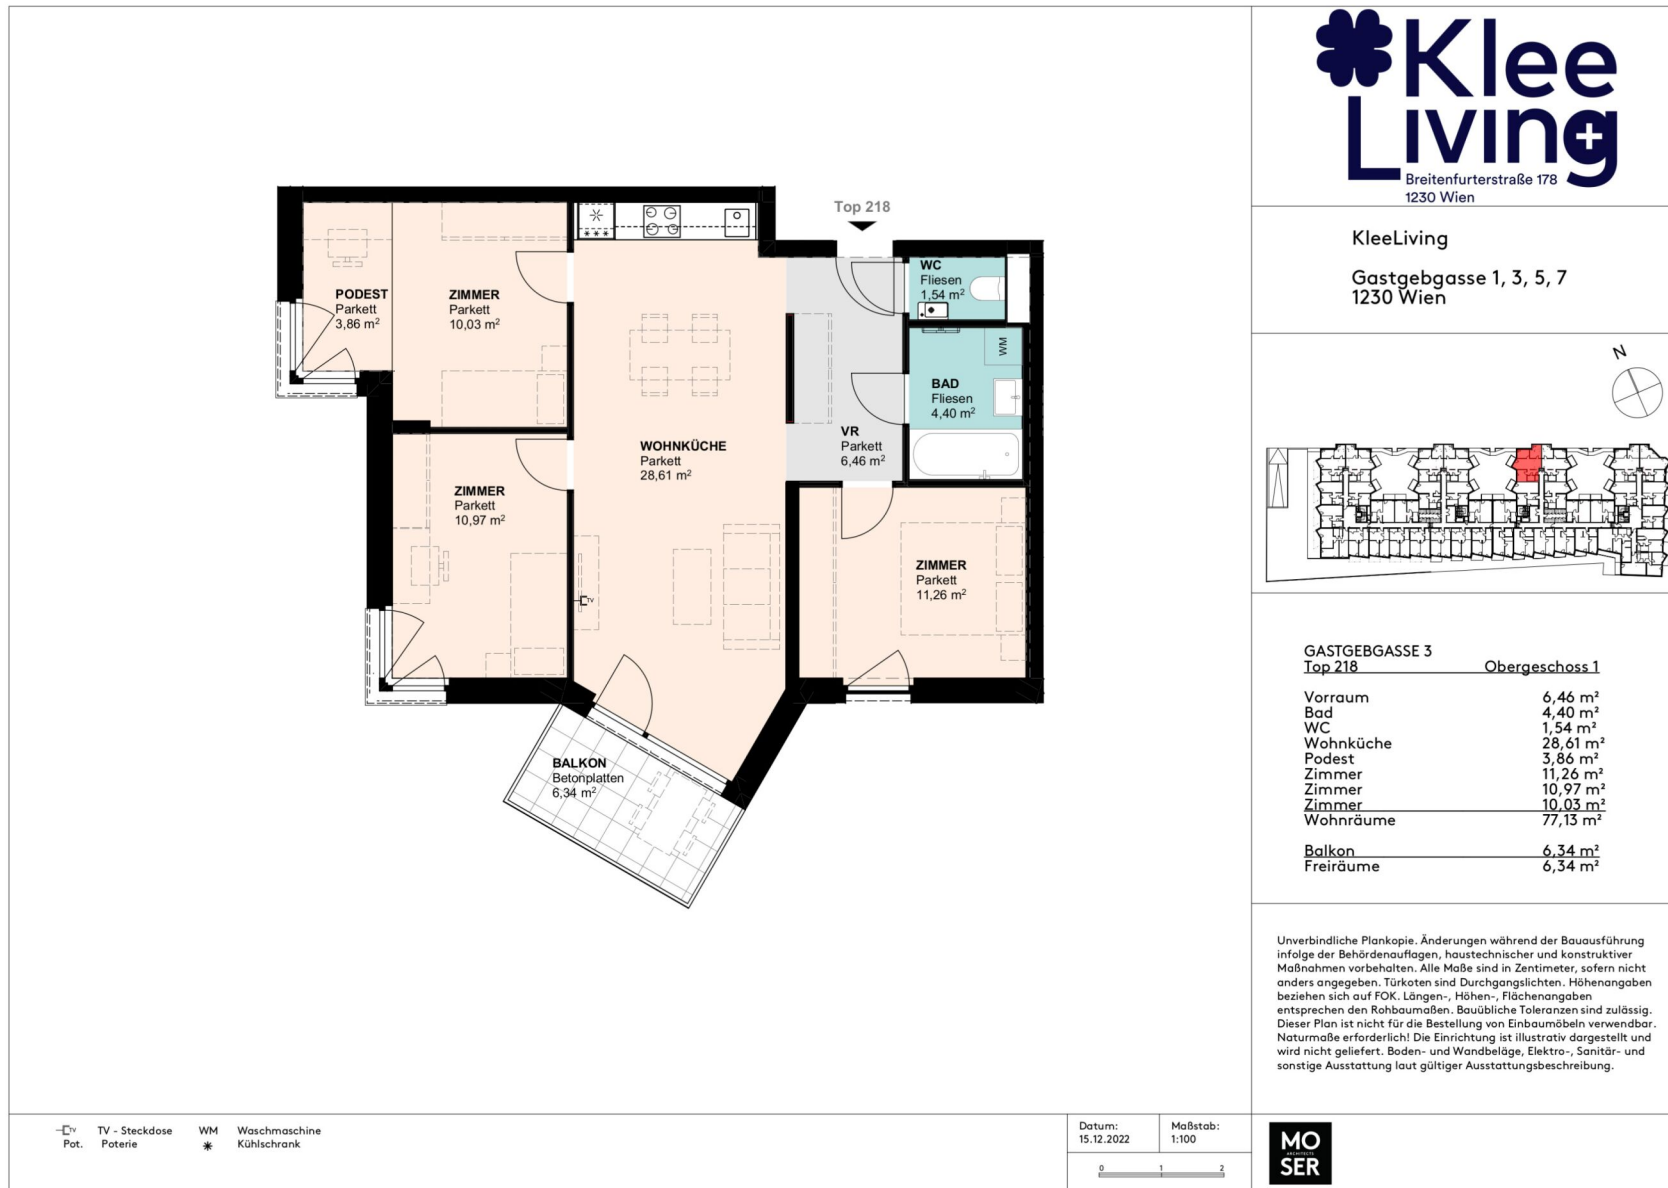 Klee
Living
Breitenfurterstraße 178
1230 Wien
KleeLiving
Gastgebgasse 1, 3, 5, 7
1230 Wien
N
Top 218
PODEST
Parkett
3,86 m²
ZIMMER
Parkett
10,03 m²
WC
Fliesen
1,54 m²
WM
BAD
Fliesen
4,40 m²
VR
Parkett
6,46 m²
WOHNKÜCHE
Parkett
28,61 m²
ZIMMER
Parkett
10,97 m²
TV
ZIMMER
Parkett
11,26 m²
BALKON
Betonplatten
6,34 m²
GASTGEBGASSE 3
Top 218 Obergeschoss 1
Vorraum 6,46 m²
Bad 4,40 m²
WC 1,54 m²
Wohnküche 28,61 m²
Podest 3,86 m²
Zimmer 11,26 m²
Zimmer 10,97 m²
Zimmer 10,03 m²
Wohnräume 77,13 m²
Balkon 6,34 m²
Freiräume 6,34 m²
Unverbindliche Plankopie. Änderungen während der Bauausführung
infolge der Behördenauflagen, haustechnischer und konstruktiver
Maßnahmen vorbehalten. Alle Maße sind in Zentimeter, sofern nicht
anders angegeben. Türkoten sind Durchgangslichten. Höhenangaben
beziehen sich auf FOK. Längen-, Höhen-, Flächenangaben
entsprechen den Rohbaumaßen. Bauübliche Toleranzen sind zulässig.
Dieser Plan ist nicht für die Bestellung von Einbaumöbeln verwendbar.
Naturmaße erforderlich! Die Einrichtung ist illustrativ dargestellt und
wird nicht geliefert. Boden- und Wandbeläge, Elektro-, Sanitär- und
sonstige Ausstattung laut gültiger Ausstattungsbeschreibung.
TV TV - Steckdose WM Waschmaschine
Pot. Poterie Kühlschrank
Datum: Maßstab:
15.12.2022 1:100
0 1 2
MO
ARCHITECTS
SER